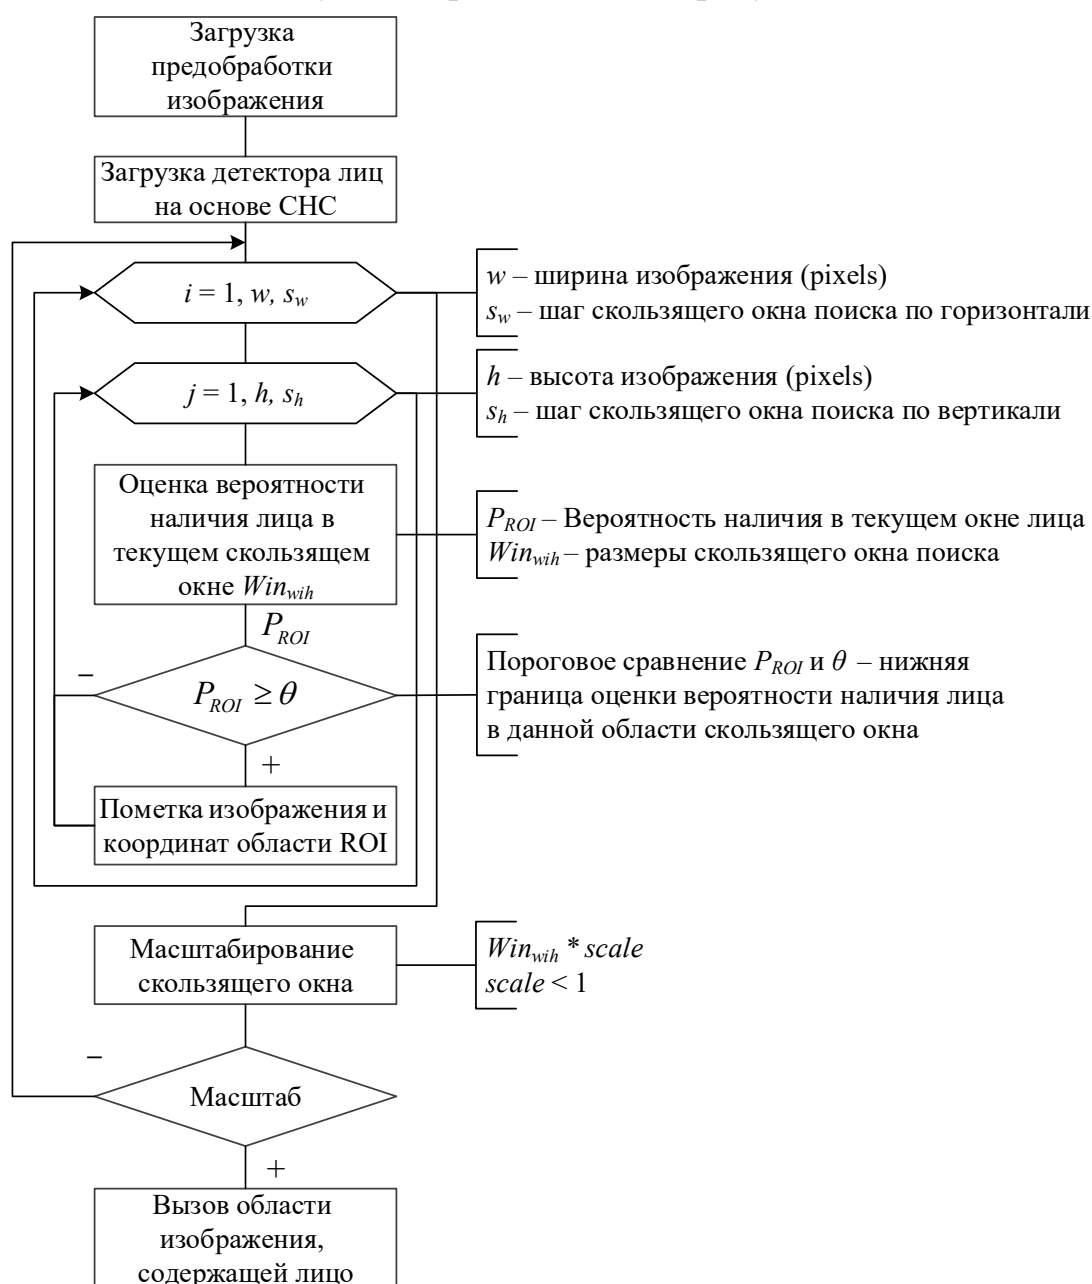 Загрузка
предобработки
изображения
Загрузка детектора лиц
на основе СНС
i = 1, w, s_w
w – ширина изображения (pixels)
s_w – шаг скользящего окна поиска по горизонтали
j = 1, h, s_h
h – высота изображения (pixels)
s_h – шаг скользящего окна поиска по вертикали
Оценка вероятности
наличия лица в
текущем скользящем
окне Win_wih
P_ROI – Вероятность наличия в текущем окне лица
Win_wih – размеры скользящего окна поиска
P_ROI
–
P_ROI ≥ θ
Пороговое сравнение P_ROI и θ – нижняя
граница оценки вероятности наличия лица
в данной области скользящего окна
+
Пометка изображения и
координат области ROI
Масштабирование
скользящего окна
Win_wih * scale
scale < 1
–
Масштаб
+
Вызов области
изображения,
содержащей лицо